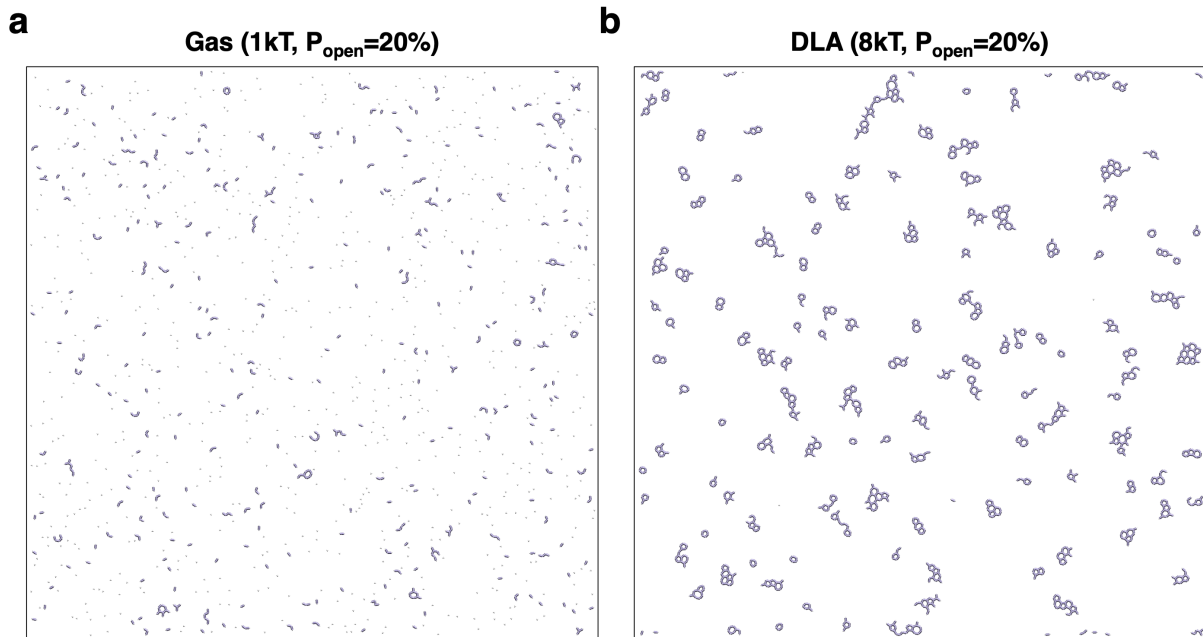 a
Gas (1kT, Popen=20%)
b
DLA (8kT, Popen=20%)